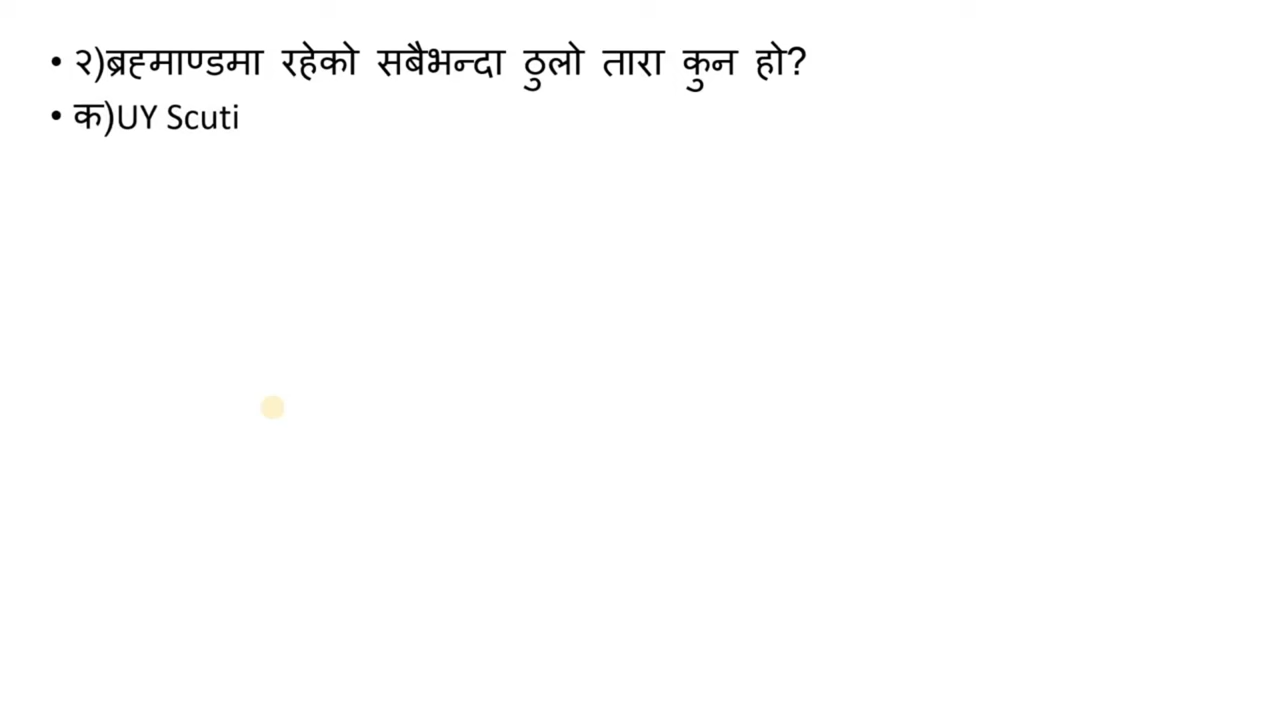 • २)ब्रह्माण्डमा रहेको सबैभन्दा ठुलो तारा कुन हो?
• क)UY Scuti